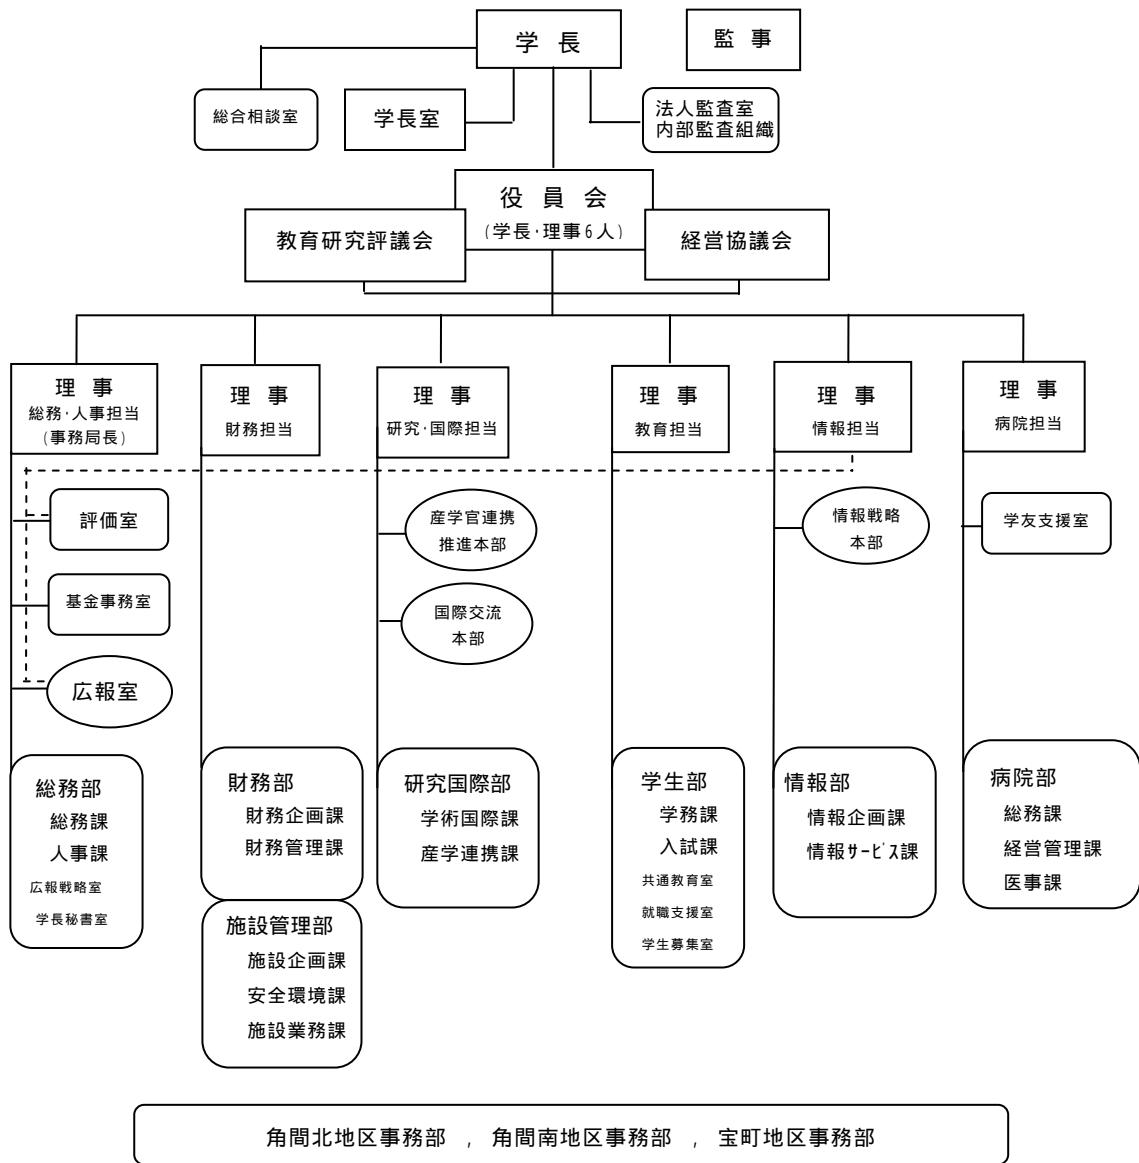 学 長
監 事
総合相談室
学長室
法人監査室
内部監査組織
役 員 会
(学長・理事6人)
教育研究評議会
経営協議会
理 事
総務・人事担当
(事務局長)
理 事
財務担当
理 事
研究・国際担当
理 事
教育担当
理 事
情報担当
理 事
病院担当
評価室
基金事務室
広報室
産学官連携
推進本部
国際交流
本部
情報戦略
本部
学友支援室
総務部
総務課
人事課
広報戦略室
学長秘書室
財務部
財務企画課
財務管理課
施設管理部
施設企画課
安全環境課
施設業務課
研究国際部
学術国際課
産学連携課
学生部
学務課
入試課
共通教育室
就職支援室
学生募集室
情報部
情報企画課
情報ｻｰﾋﾞｽ課
病院部
総務課
経営管理課
医事課
角間北地区事務部 , 角間南地区事務部 , 宝町地区事務部